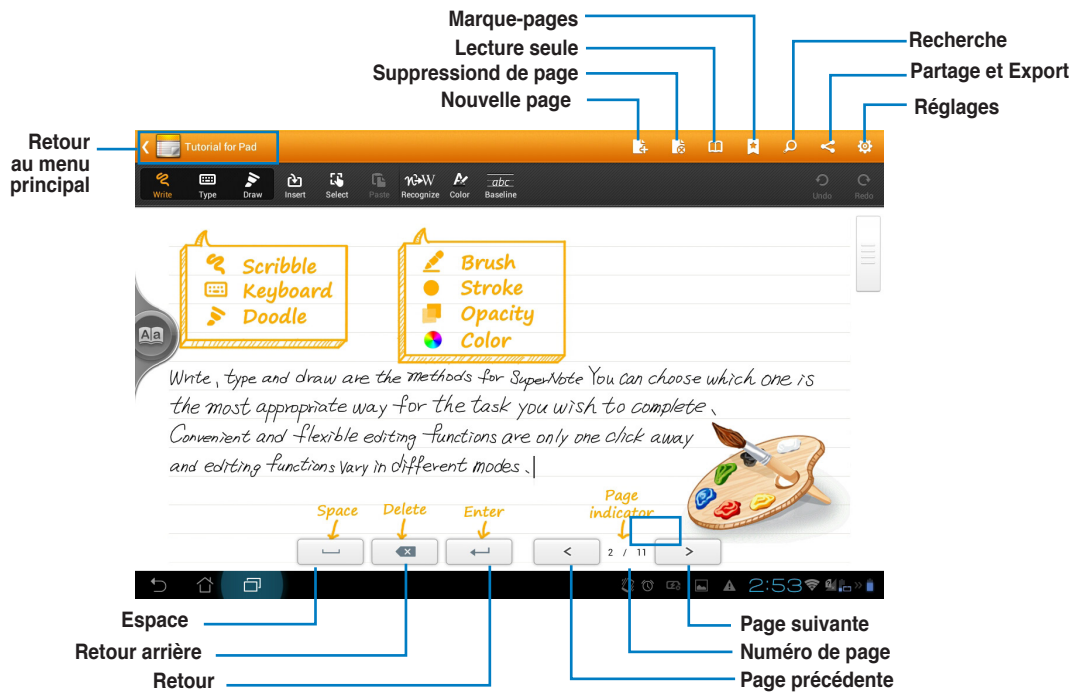 Marque-pages
Lecture seule
Suppressiond de page
Nouvelle page
Recherche
Partage et Export
Réglages
Retour
au menu
principal
Tutorial for Pad
Write Type Draw Insert Select Paste Recognize Color Baseline Undo Redo
Scribble
Keyboard
Doodle
Brush
Stroke
Opacity
Color
Aa
Write, type and draw are the methods for SuperNote You can choose which one is
the most appropriate way for the task you wish to complete.
Convenient and flexible editing functions are only one click away
and editing functions vary in different modes.
Space Delete Enter Page
indicator
2 / 11
2:53
Espace
Retour arrière
Retour
Page suivante
Numéro de page
Page précédente